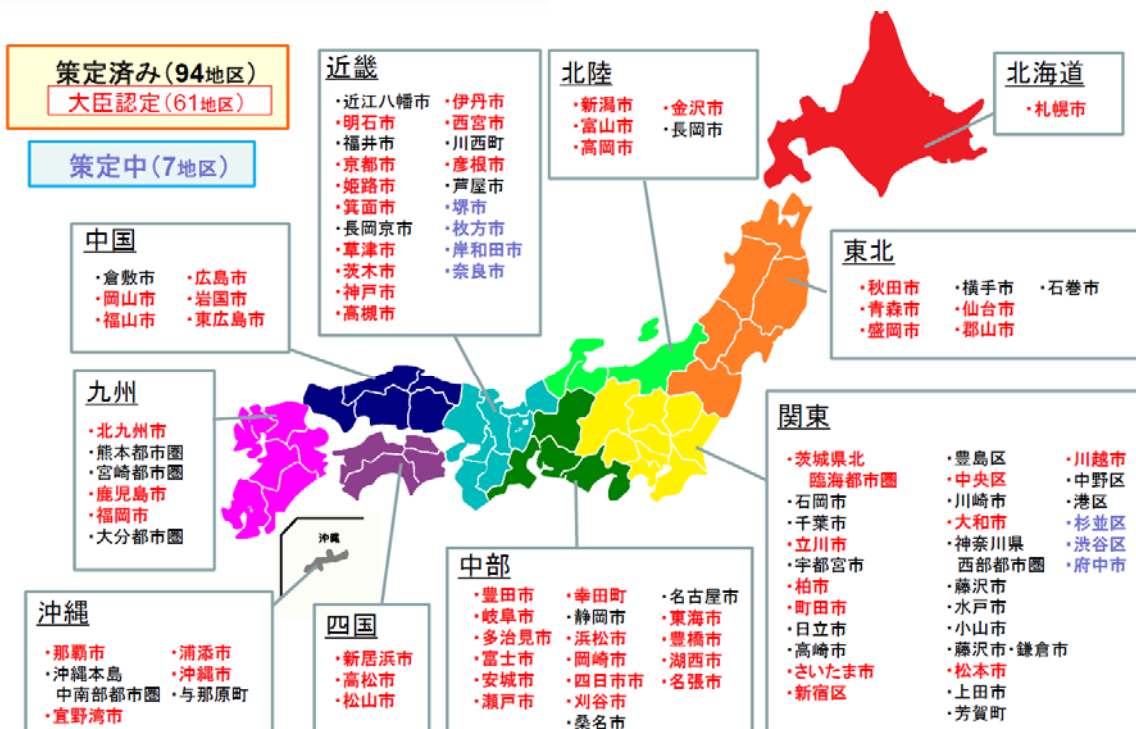 策定済み(94地区)
大臣認定(61地区)
策定中(7地区)
近畿
・近江八幡市
・明石市
・福井市
・京都市
・姫路市
・箕面市
・長岡京市
・草津市
・茨木市
・神戸市
・高槻市
・伊丹市
・西宮市
・川西町
・彦根市
・芦屋市
・堺市
・枚方市
・岸和田市
・奈良市
北陸
・新潟市
・富山市
・高岡市
・金沢市
・長岡市
北海道
・札幌市
中国
・倉敷市
・岡山市
・福山市
・広島市
・岩国市
・東広島市
東北
・秋田市
・青森市
・盛岡市
・横手市
・仙台市
・郡山市
・石巻市
九州
・北九州市
・熊本都市圏
・宮崎都市圏
・鹿児島市
・福岡市
・大分都市圏
関東
・茨城県北
臨海都市圏
・石岡市
・千葉市
・立川市
・宇都宮市
・柏市
・町田市
・日立市
・高崎市
・さいたま市
・新宿区
・豊島区
・中央区
・川崎市
・大和市
・神奈川県
西部都市圏
・藤沢市
・水戸市
・小山市
・藤沢市・鎌倉市
・松本市
・上田市
・芳賀町
・川越市
・中野区
・港区
・杉並区
・渋谷区
・府中市
沖縄
沖縄
・那覇市
・沖縄本島
中南部都市圏
・宜野湾市
・浦添市
・沖縄市
・与那原町
四国
・新居浜市
・高松市
・松山市
中部
・豊田市
・岐阜市
・多治見市
・富士市
・安城市
・瀬戸市
・幸田町
・静岡市
・浜松市
・岡崎市
・四日市市
・刈谷市
・桑名市
・名古屋市
・東海市
・豊橋市
・湖西市
・名張市